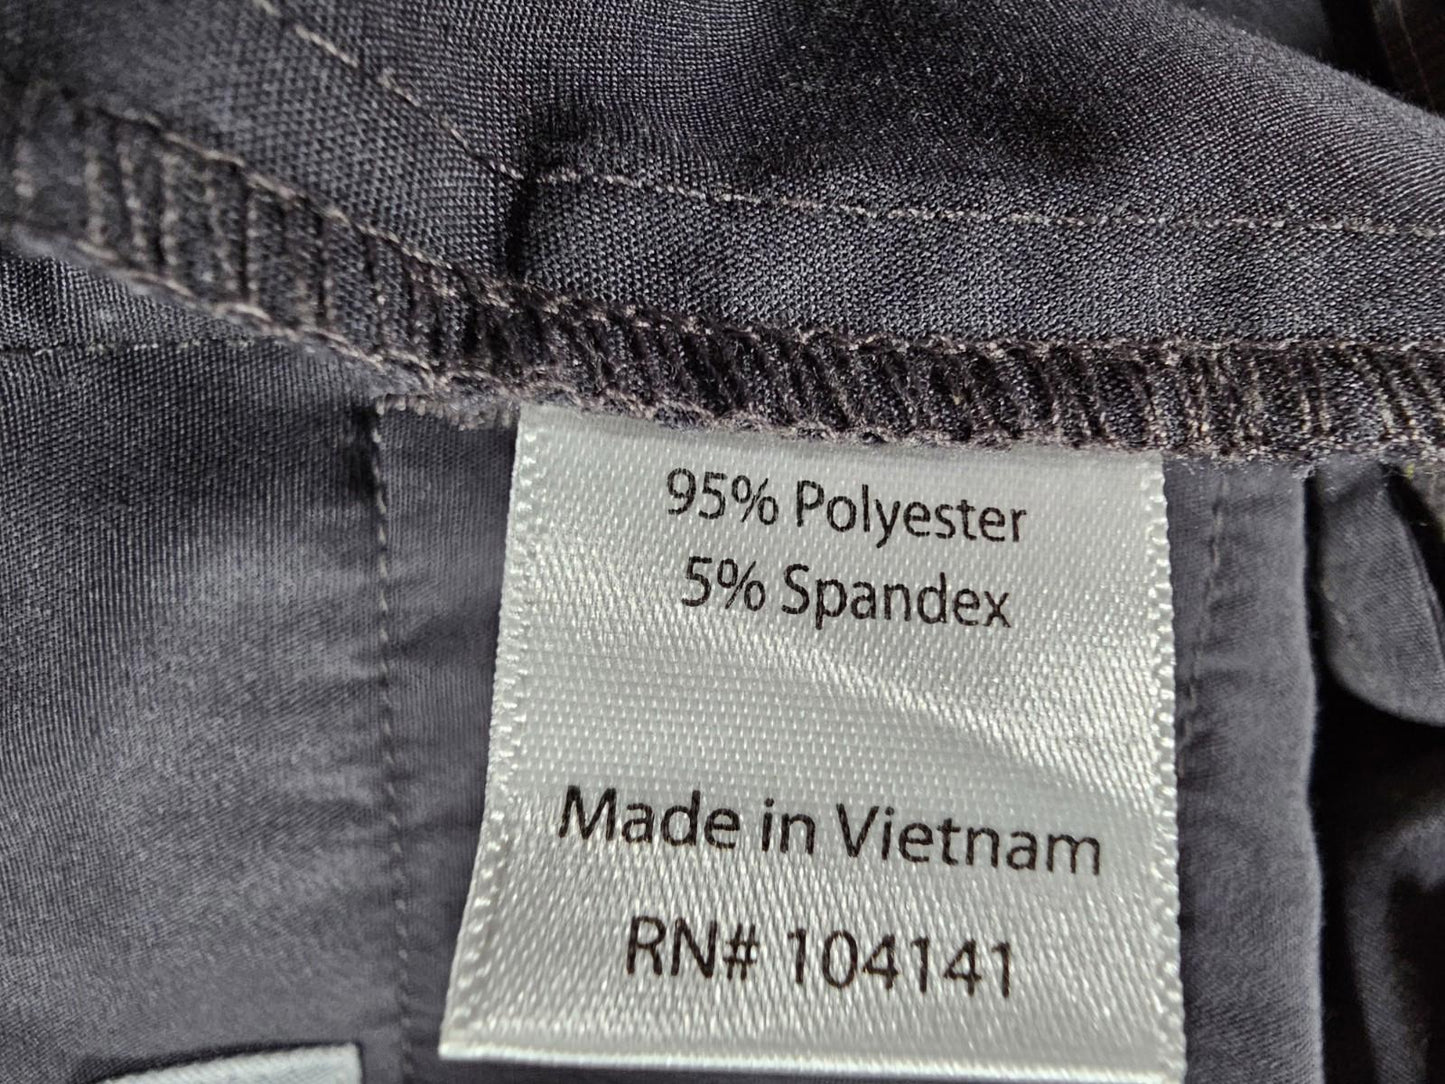 95% Polyester
5% Spandex
Made in Vietnam
RN# 104141